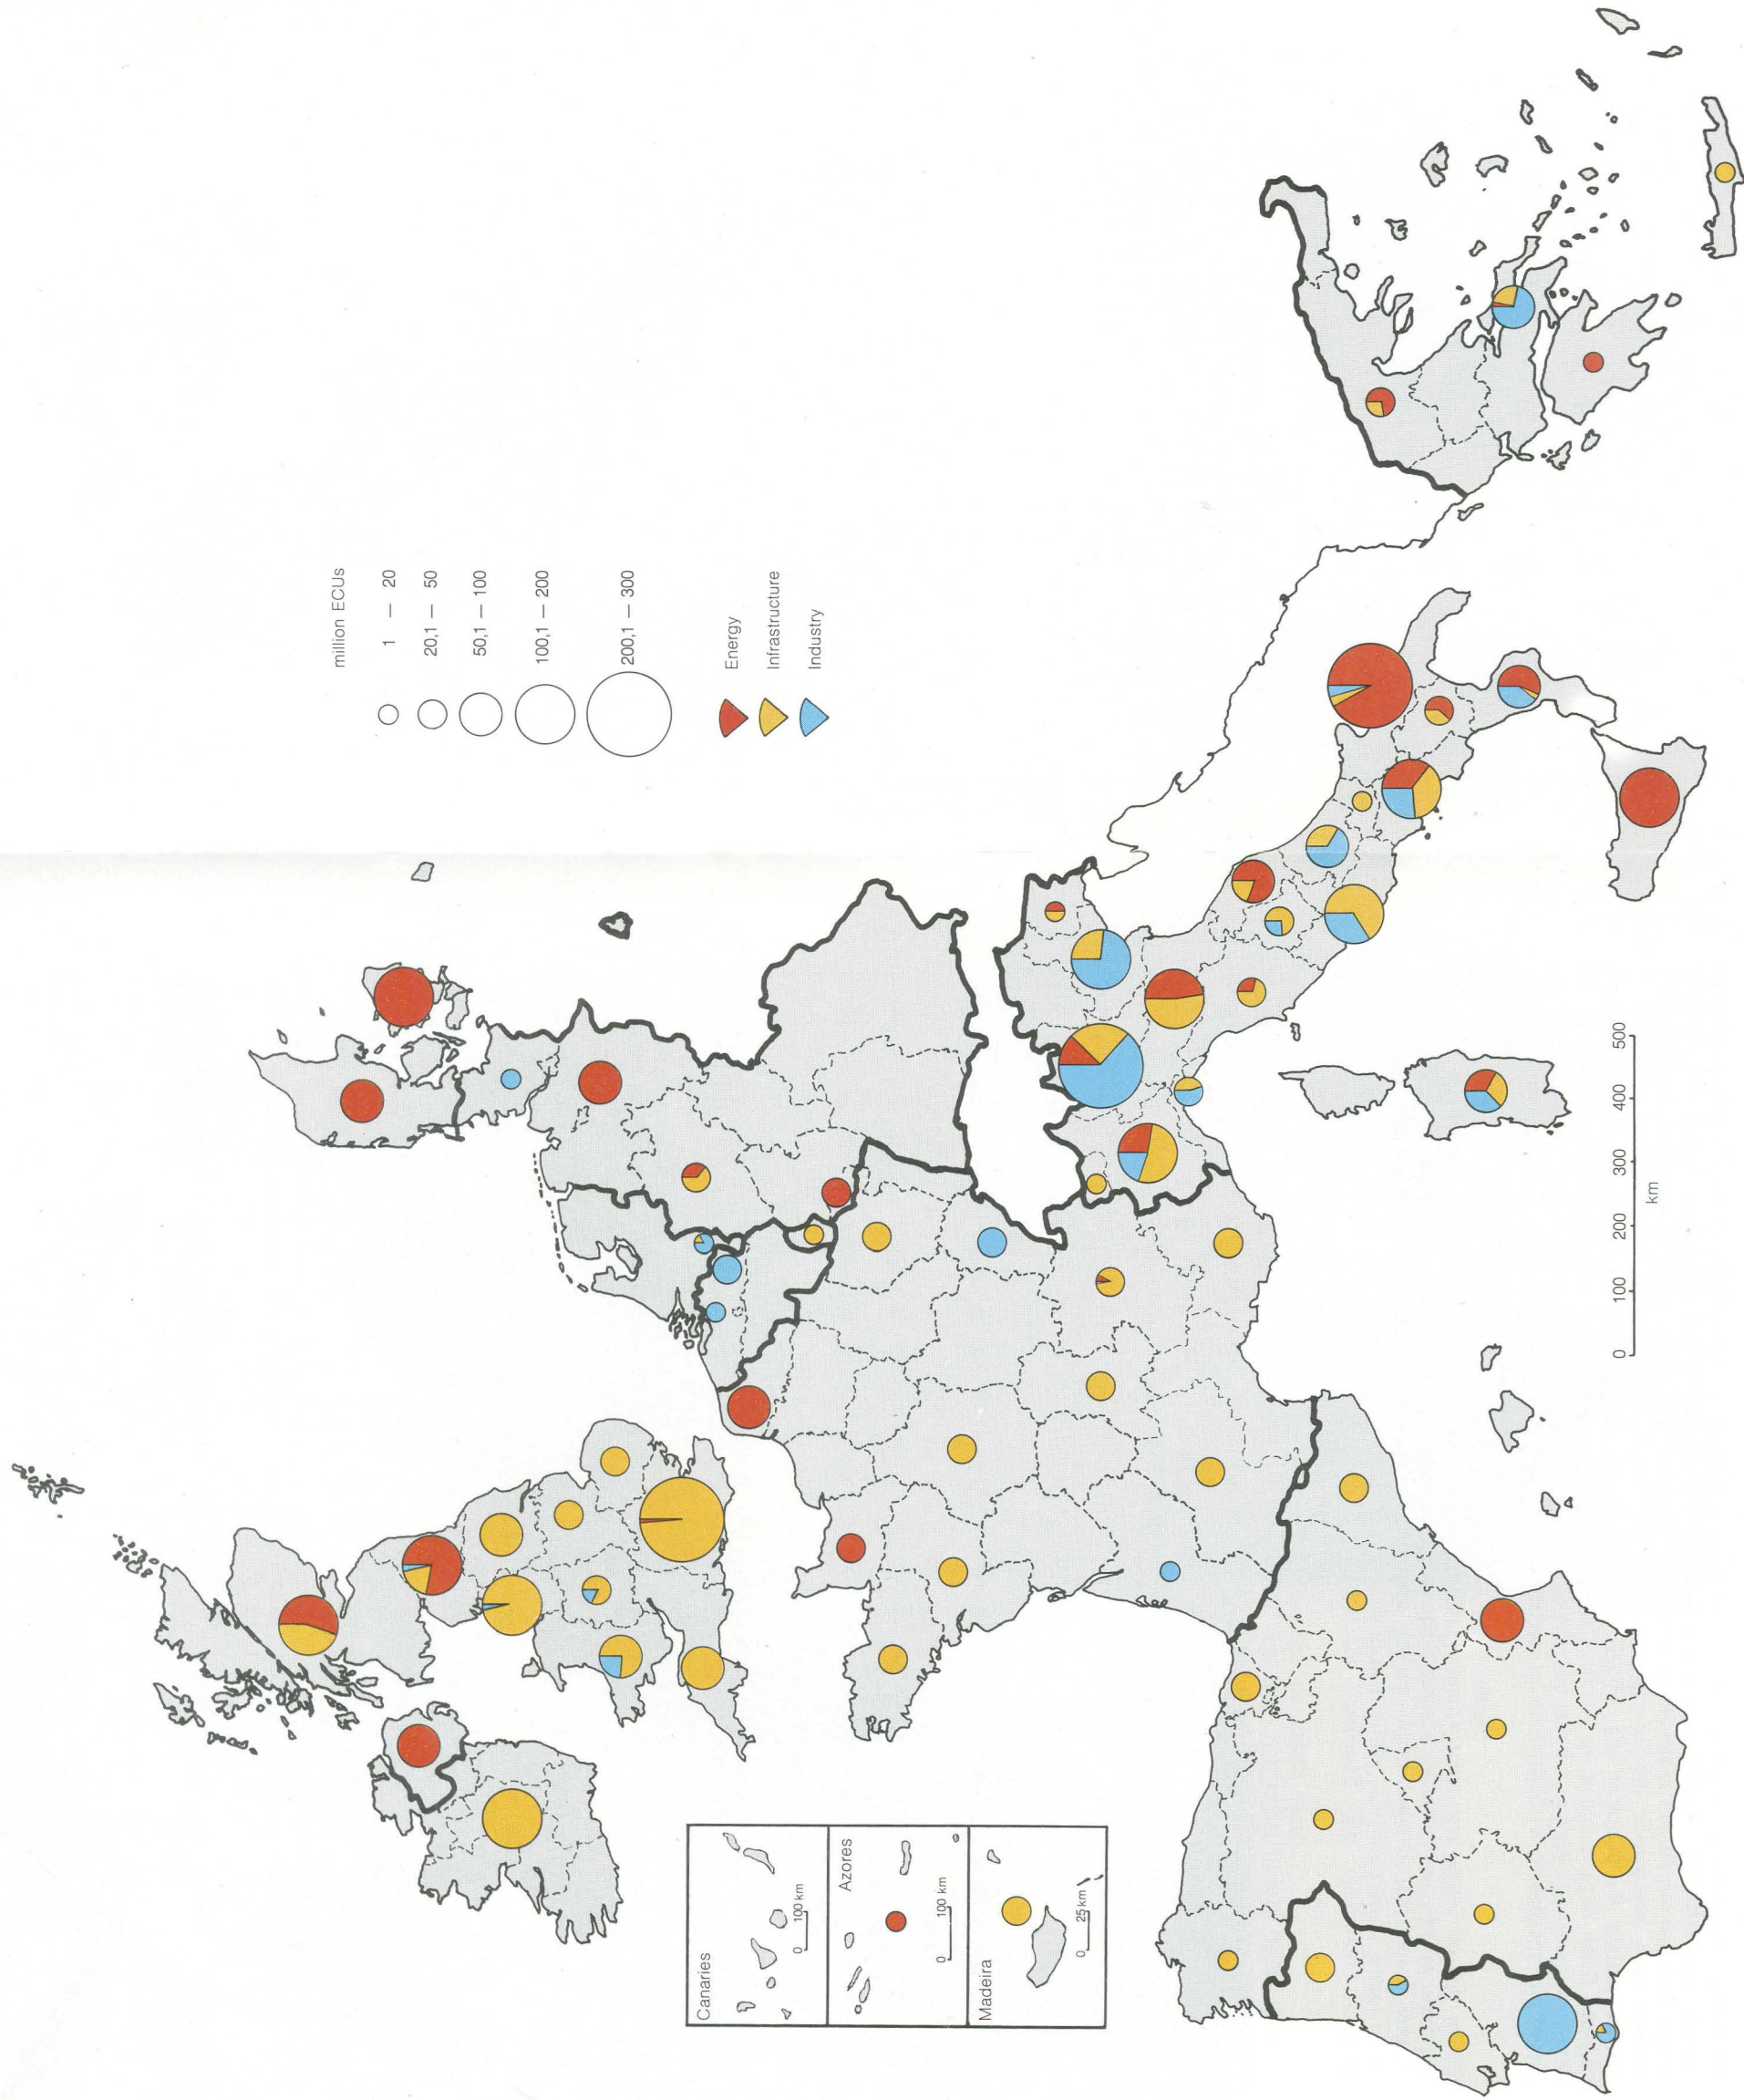 million ECUs
1 — 20
20,1 — 50
50,1 — 100
100,1 — 200
200,1 — 300
Energy
Infrastructure
Industry
Canaries
0 100 km
Azores
0 100 km
Madeira
0 25 km
0 100 200 300 400 500
km